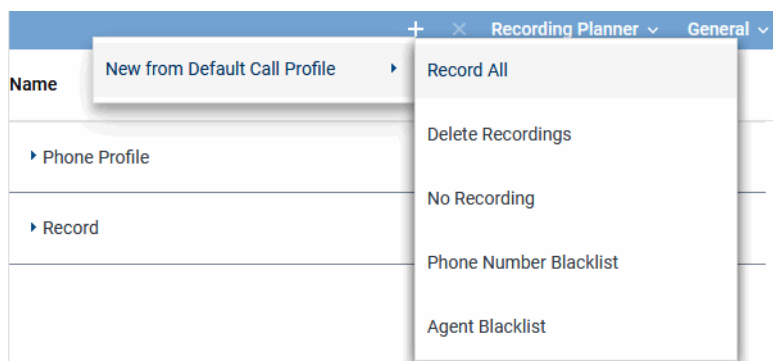 Recording Planner General
Name
New from Default Call Profile
Record All
Delete Recordings
Phone Profile
No Recording
Record
Phone Number Blacklist
Agent Blacklist